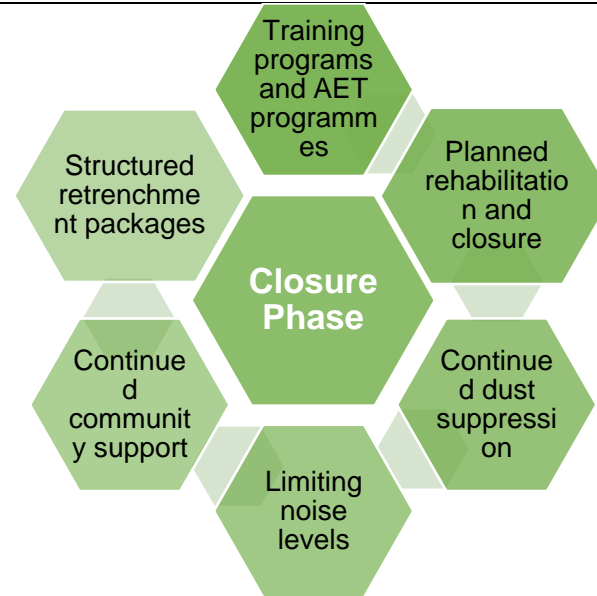 Training
programs
and AET
programm
es
Planned
rehabilitatio
n and
closure
Continue
d dust
suppressi
on
Limiting
noise
levels
Continue
d
communit
y support
Structured
retrenchme
nt packages
Closure
Phase